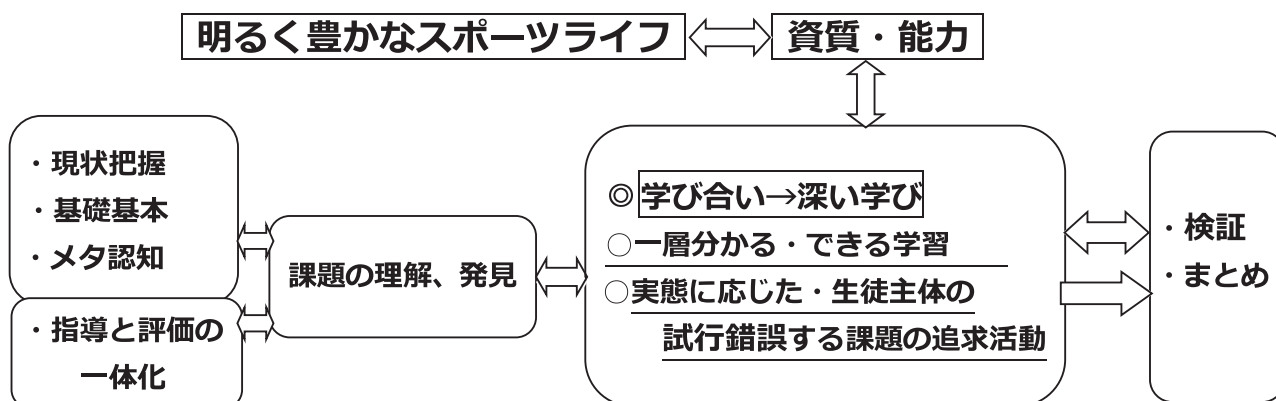 明るく豊かなスポーツライフ
資質・能力
・現状把握
・基礎基本
・メタ認知
・指導と評価の
一体化
課題の理解、発見
◎学び合い→深い学び
○一層分かる・できる学習
○実態に応じた・生徒主体の
試行錯誤する課題の追求活動
・検証
・まとめ